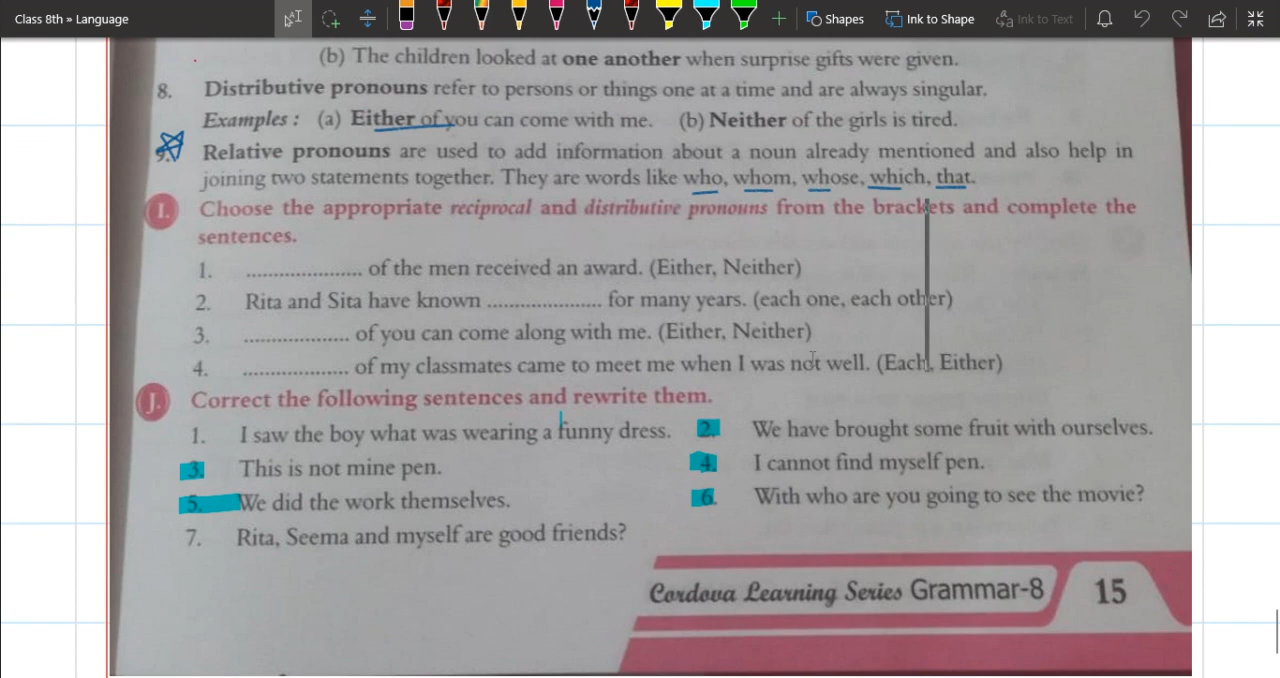 Class 8th » Language
Shapes
Ink to Shape
Ink to Text
(b) The children looked at one another when surprise gifts were given.
8. Distributive pronouns refer to persons or things one at a time and are always singular.
Examples : (a) Either of you can come with me. (b) Neither of the girls is tired.
9. Relative pronouns are used to add information about a noun already mentioned and also help in
joining two statements together. They are words like who, whom, whose, which, that.
I. Choose the appropriate reciprocal and distributive pronouns from the brackets and complete the
sentences.
1. ..................... of the men received an award. (Either, Neither)
2. Rita and Sita have known ..................... for many years. (each one, each other)
3. ................... of you can come along with me. (Either, Neither)
4. ................... of my classmates came to meet me when I was not well. (Each, Either)
J. Correct the following sentences and rewrite them.
1. I saw the boy what was wearing a funny dress.
2. We have brought some fruit with ourselves.
3. This is not mine pen.
4. I cannot find myself pen.
5. We did the work themselves.
6. With who are you going to see the movie?
7. Rita, Seema and myself are good friends?
Cordova Learning Series Grammar-8
15